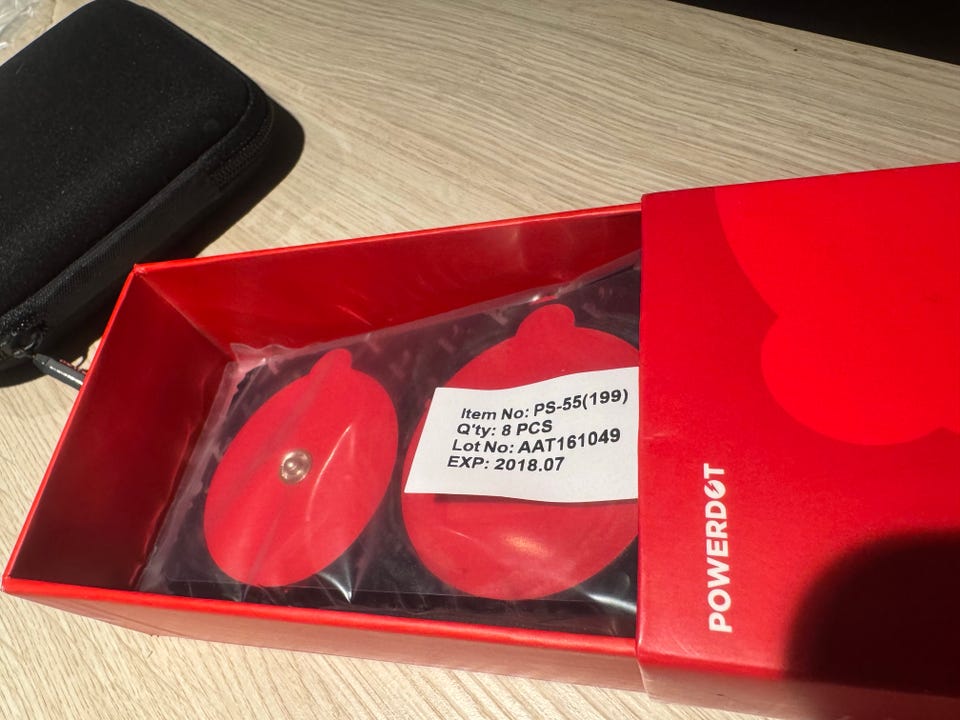 Item No: PS-55(199)
Q'ty: 8 PCS
Lot No: AAT161049
EXP: 2018.07
POWERDOT